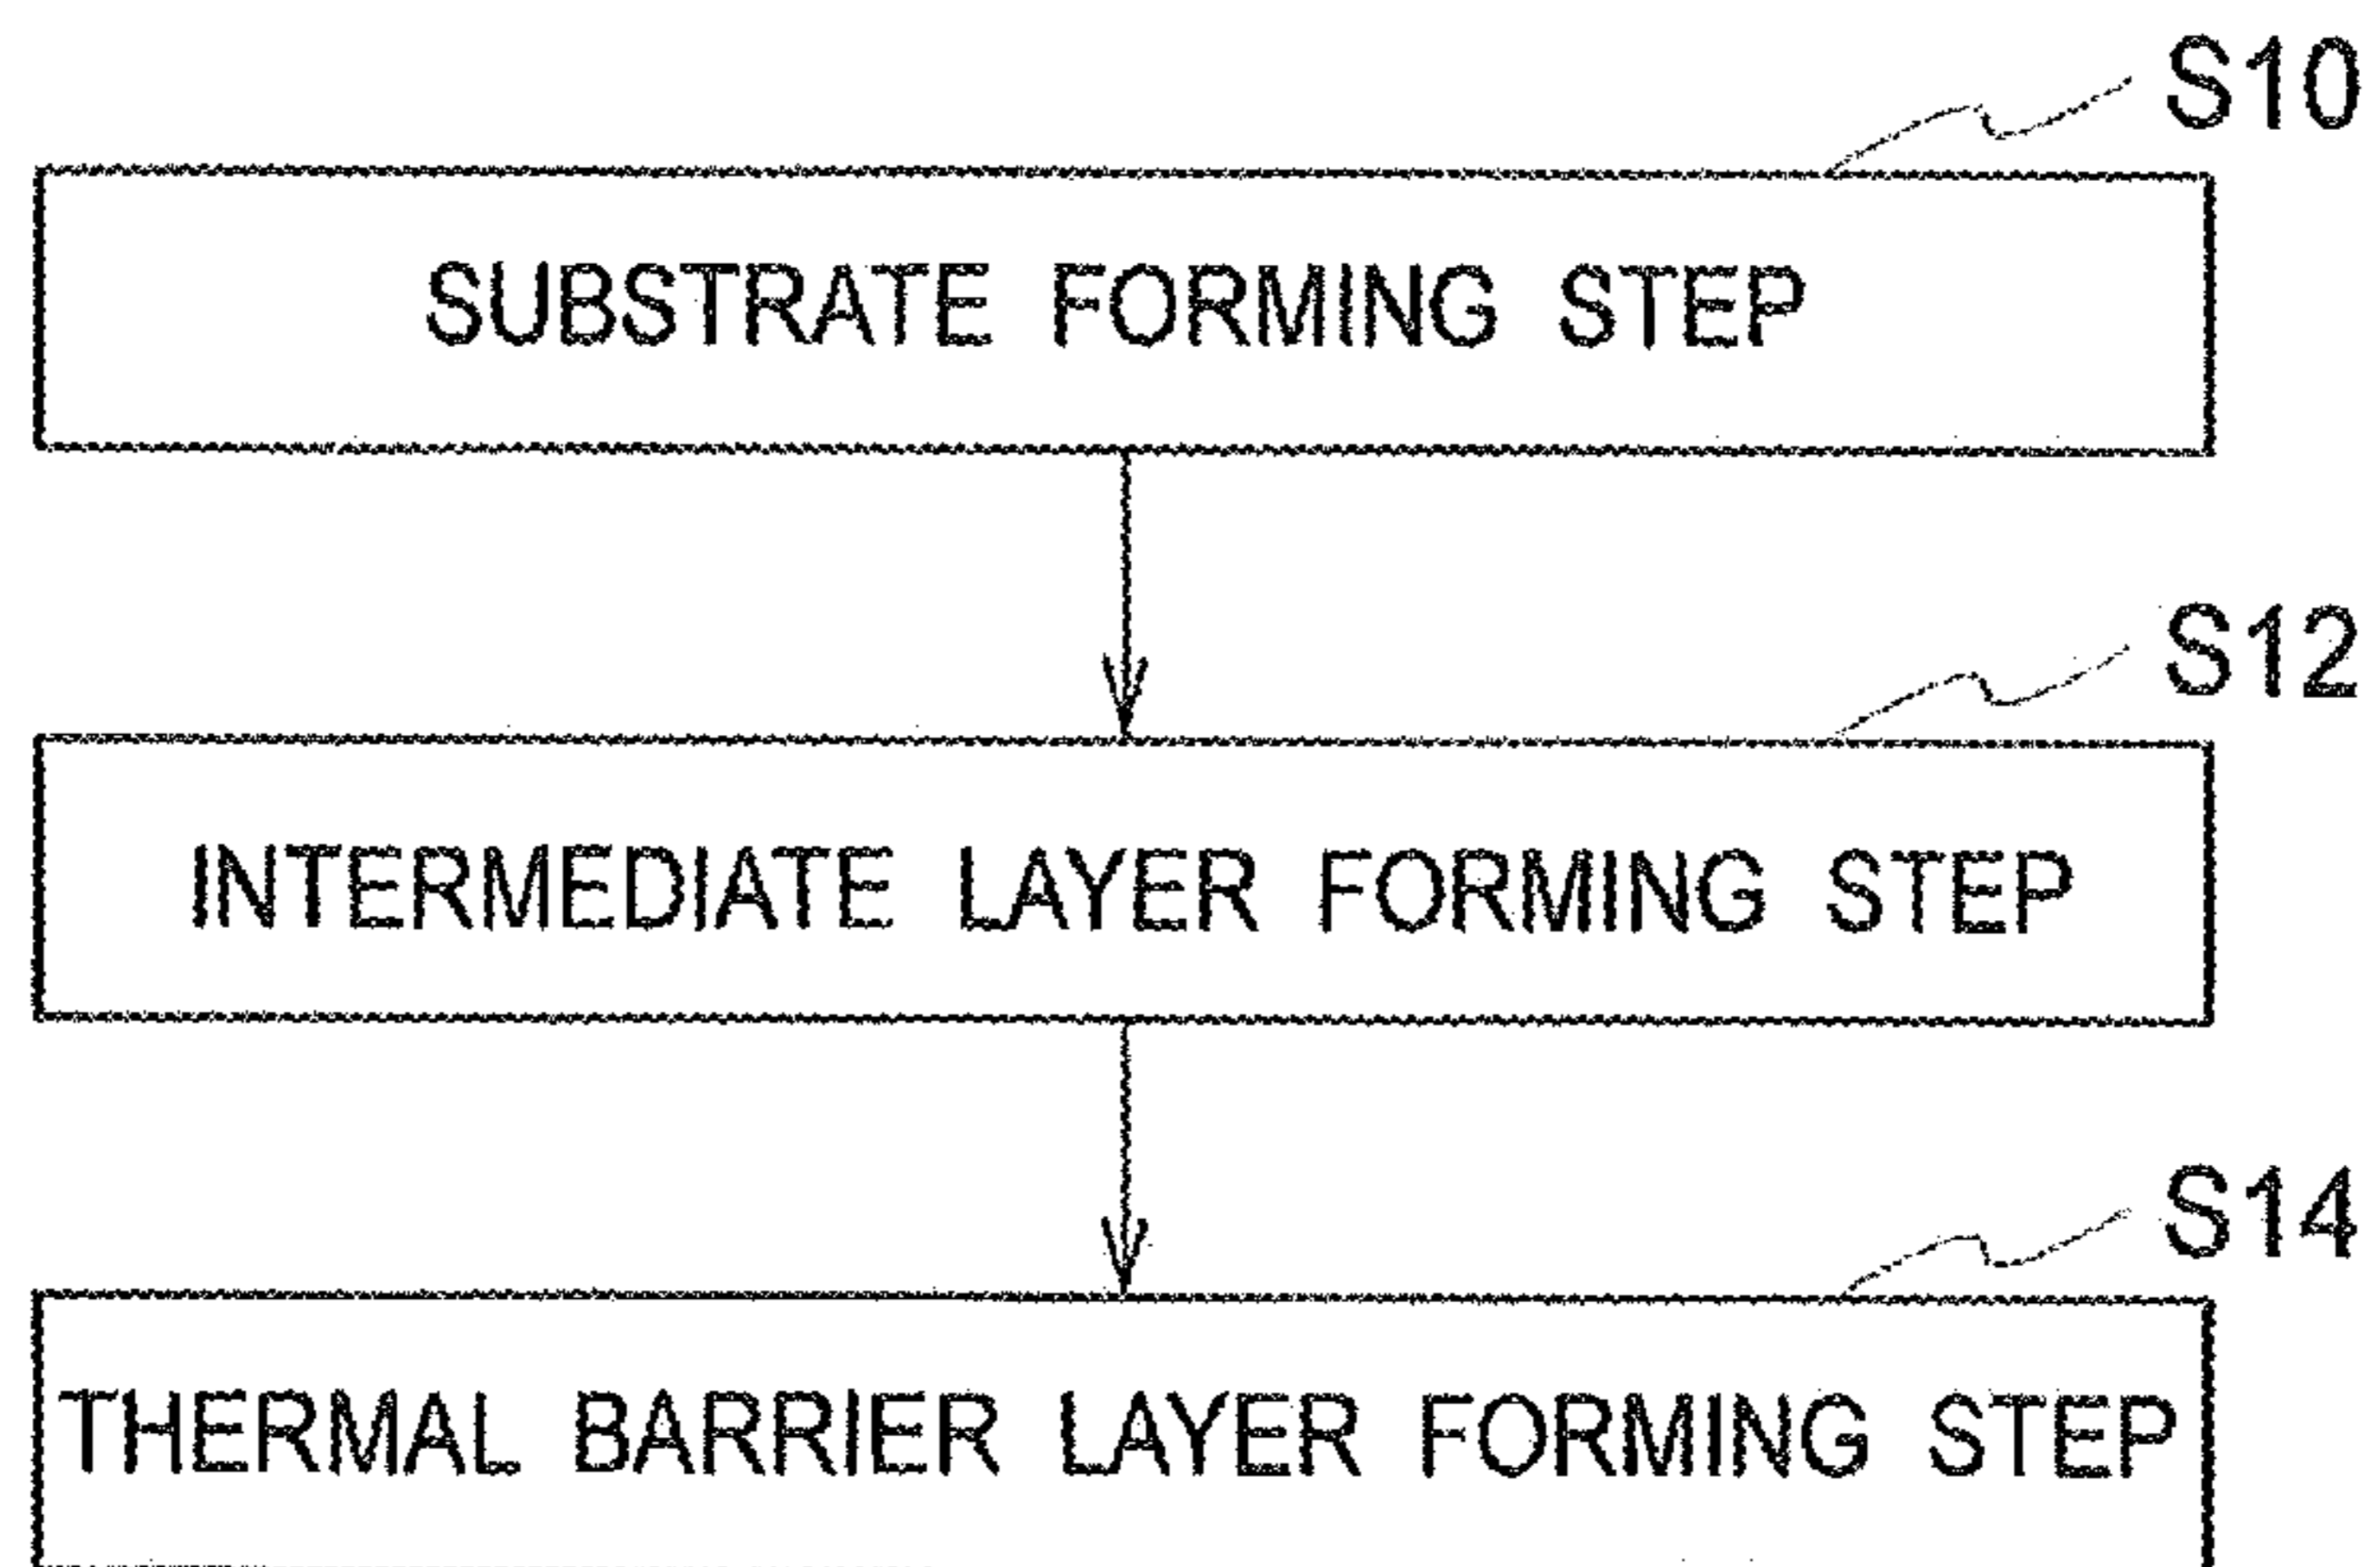 S10
SUBSTRATE FORMING STEP
S12
INTERMEDIATE LAYER FORMING STEP
S14
THERMAL BARRIER LAYER FORMING STEP